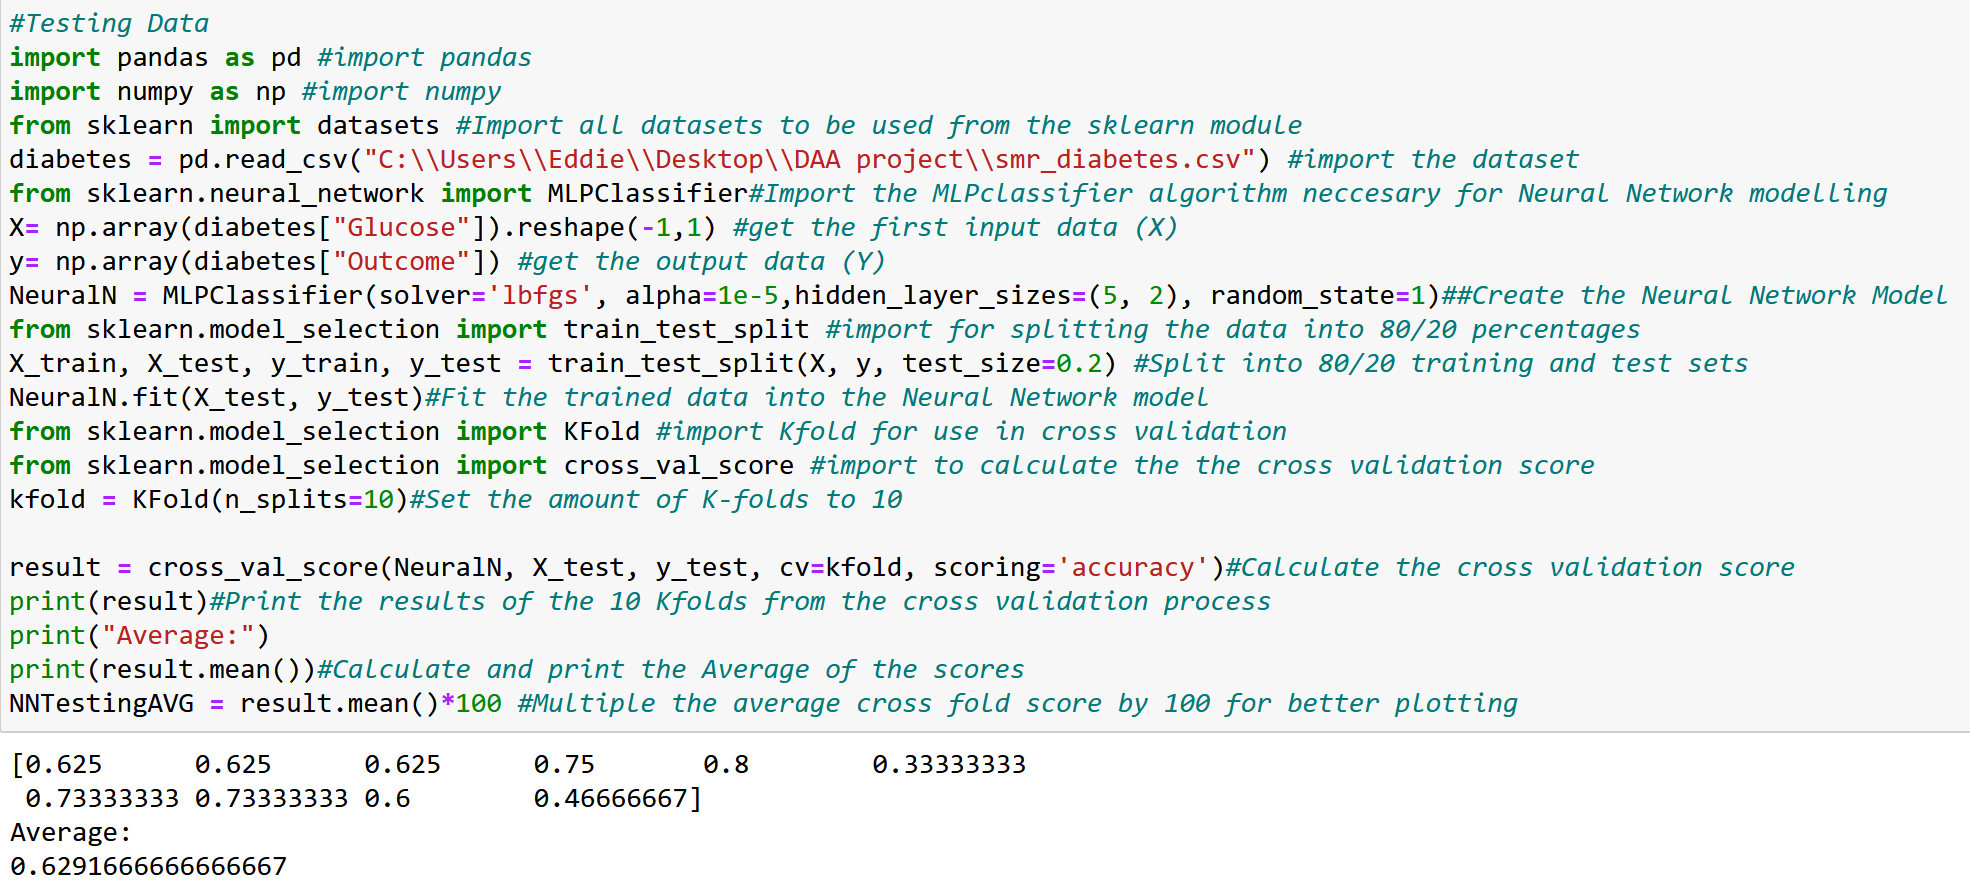 #Testing Data
import pandas as pd #import pandas
import numpy as np #import numpy
from sklearn import datasets #Import all datasets to be used from the sklearn module
diabetes = pd.read_csv("C:\\Users\\Eddie\\Desktop\\DAA project\\smr_diabetes.csv") #import the dataset
from sklearn.neural_network import MLPClassifier#Import the MLPclassifier algorithm neccesary for Neural Network modelling
X= np.array(diabetes["Glucose"]).reshape(-1,1) #get the first input data (X)
y= np.array(diabetes["Outcome"]) #get the output data (Y)
NeuralN = MLPClassifier(solver='lbfgs', alpha=1e-5,hidden_layer_sizes=(5, 2), random_state=1)##Create the Neural Network Model
from sklearn.model_selection import train_test_split #import for splitting the data into 80/20 percentages
X_train, X_test, y_train, y_test = train_test_split(X, y, test_size=0.2) #Split into 80/20 training and test sets
NeuralN.fit(X_test, y_test)#Fit the trained data into the Neural Network model
from sklearn.model_selection import KFold #import Kfold for use in cross validation
from sklearn.model_selection import cross_val_score #import to calculate the the cross validation score
kfold = KFold(n_splits=10)#Set the amount of K-folds to 10

result = cross_val_score(NeuralN, X_test, y_test, cv=kfold, scoring='accuracy')#Calculate the cross validation score
print(result)#Print the results of the 10 Kfolds from the cross validation process
print("Average:")
print(result.mean())#Calculate and print the Average of the scores
NNTestingAVG = result.mean()*100 #Multiple the average cross fold score by 100 for better plotting
[0.625      0.625      0.625      0.75       0.8        0.33333333
 0.73333333 0.73333333 0.6        0.46666667]
Average:
0.6291666666666667